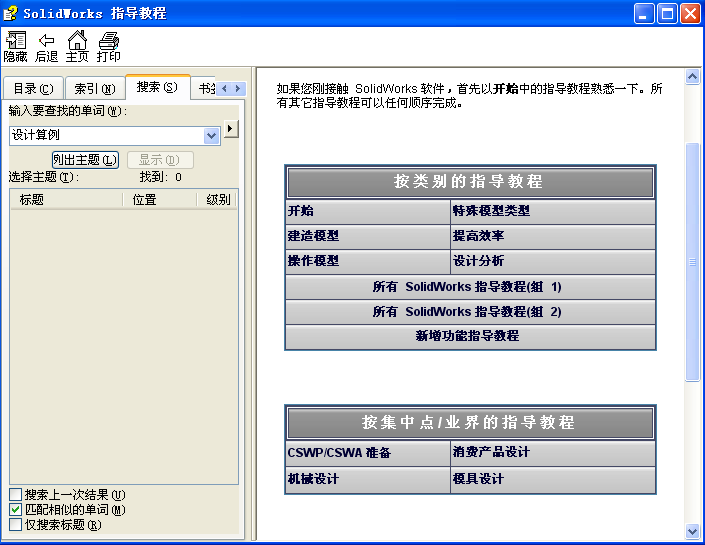 SolidWorks 指导教程
隐藏 后退 主页 打印
目录(C) 索引(N) 搜索(S)
输入要查找的单词(W):
设计算例
列出主题(L) 显示(D)
选择主题(T): 找到: 0
标题 位置 级别
搜索上一次结果(U)
匹配相似的单词(M)
仅搜索标题(R)
如果您刚接触 SolidWorks 软件，首先以开始中的指导教程熟悉一下。所
有其它指导教程可以任何顺序完成。
按类别的指导教程
开始 特殊模型类型
建造模型 提高效率
操作模型 设计分析
所有 SolidWorks 指导教程(组 1)
所有 SolidWorks 指导教程(组 2)
新增功能指导教程
按集中点/业界的指导教程
CSWP/CSWA 准备 消费产品设计
机械设计 模具设计